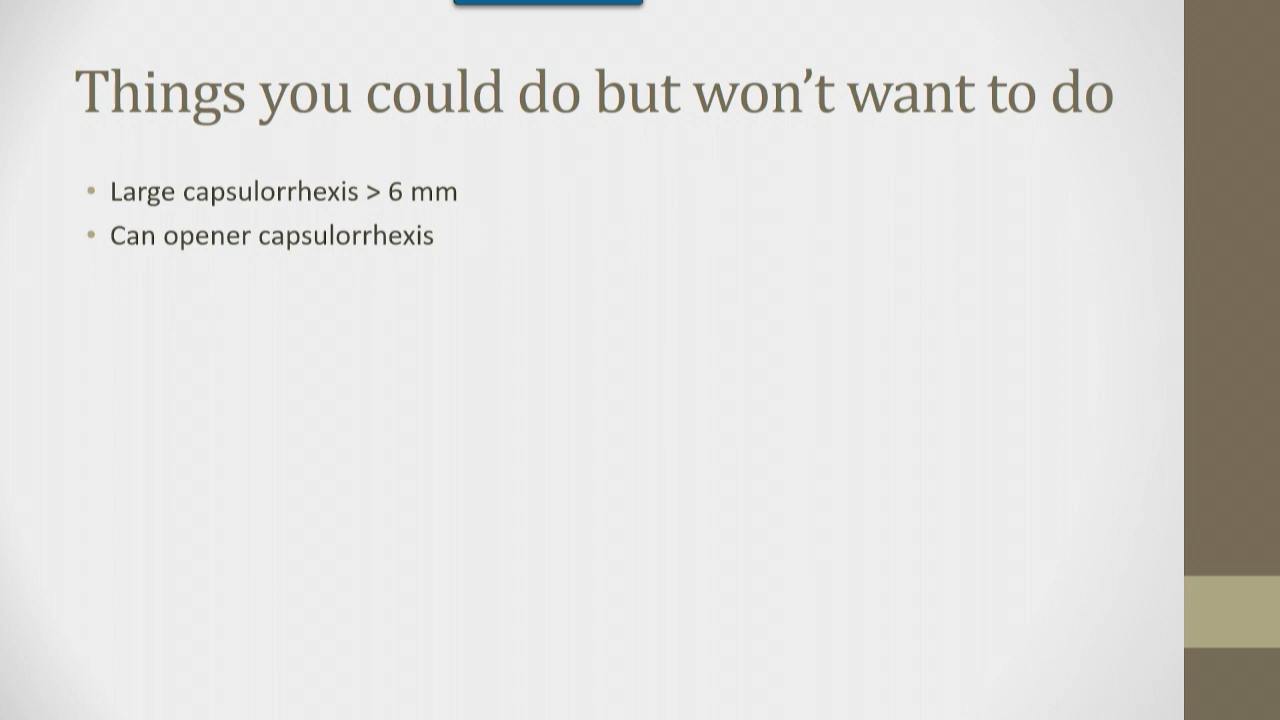 Things you could do but won’t want to do
• Large capsulorrhexis > 6 mm
• Can opener capsulorrhexis